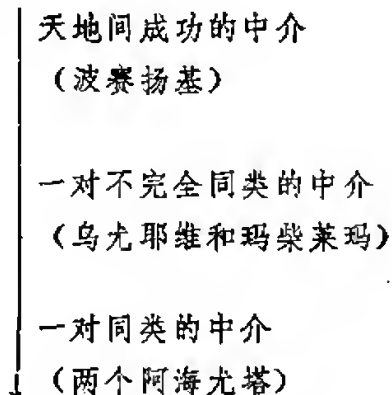 天地间成功的中介
（波赛扬基）
一对不完全同类的中介
（乌尤耶维和玛柴莱玛）
一对同类的中介
（两个阿海尤塔）